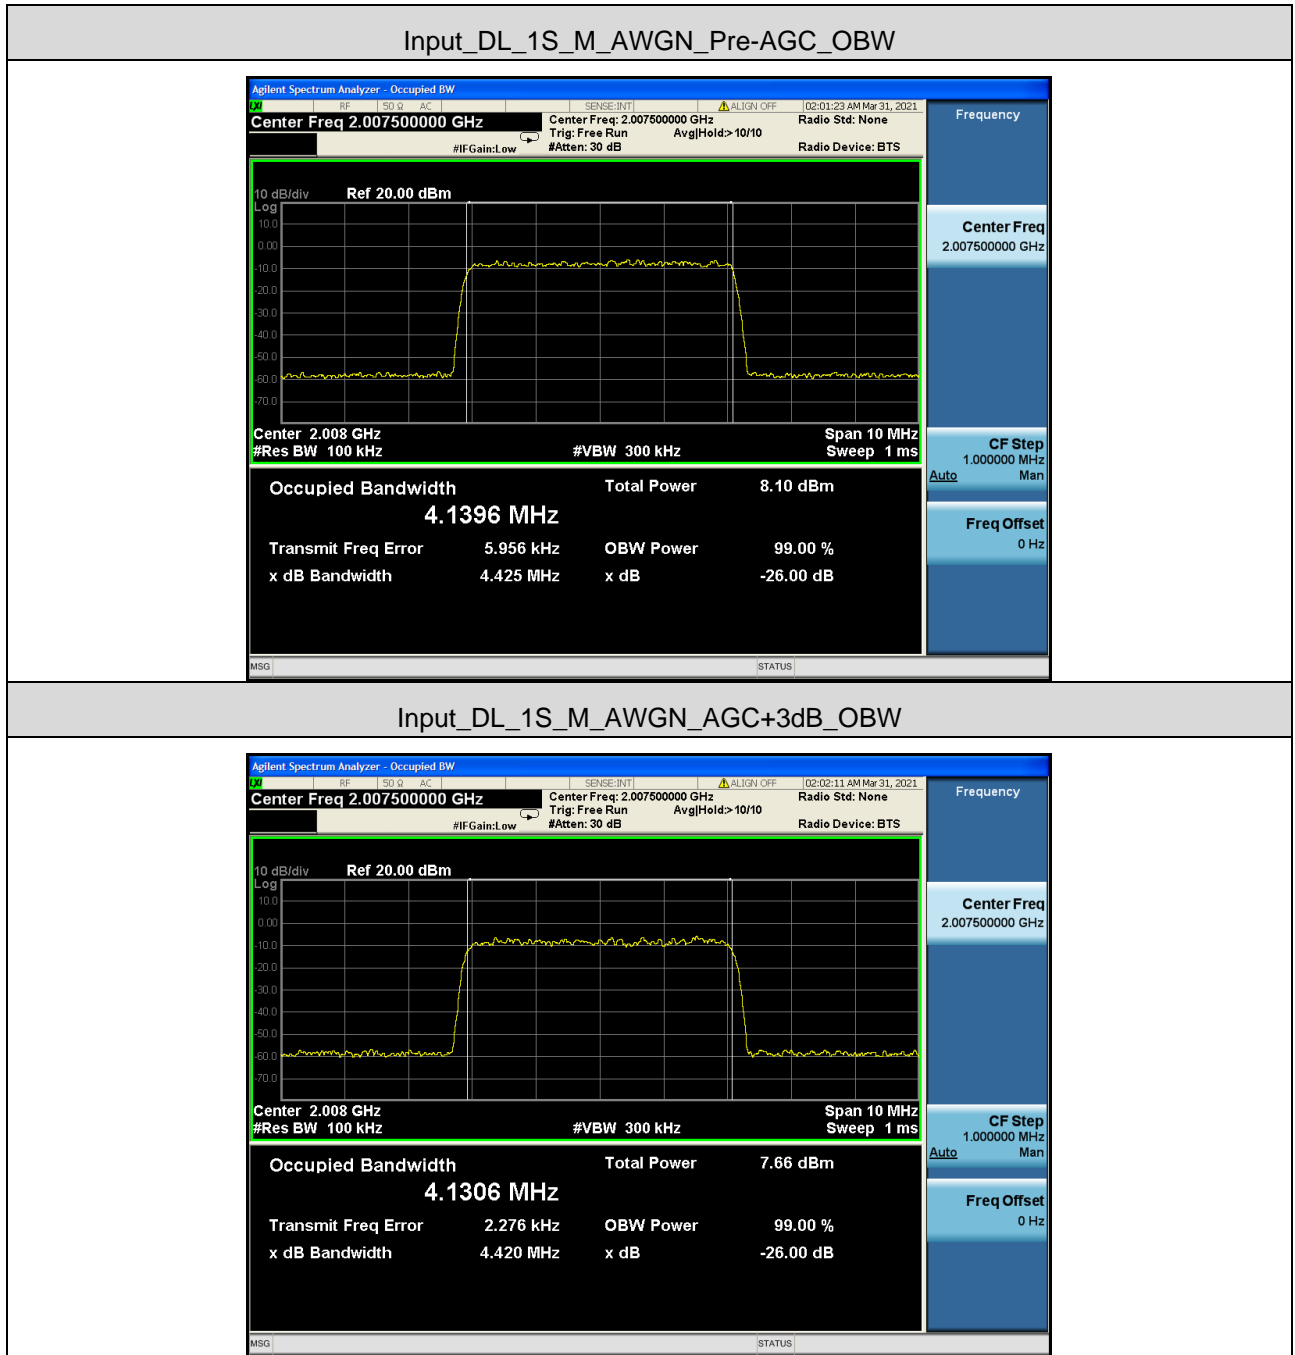 Input_DL_1S_M_AWGN_Pre-AGC_OBW
Agilent Spectrum Analyzer - Occupied BW
LXI RF 50 Ω AC SENSE:INT ALIGN OFF 02:01:23 AM Mar 31, 2021
Center Freq 2.007500000 GHz
Center Freq: 2.007500000 GHz Radio Std: None
Trig: Free Run Avg|Hold:>10/10
#IFGain:Low #Atten: 30 dB Radio Device: BTS
Frequency
10 dB/div Ref 20.00 dBm
Log
10.0
0.00
-10.0
-20.0
-30.0
-40.0
-50.0
-60.0
-70.0
Center 2.008 GHz Span 10 MHz
#Res BW 100 kHz #VBW 300 kHz Sweep 1 ms
Occupied Bandwidth Total Power 8.10 dBm
4.1396 MHz
Transmit Freq Error 5.956 kHz OBW Power 99.00 %
x dB Bandwidth 4.425 MHz x dB -26.00 dB
Center Freq
2.007500000 GHz
CF Step
1.000000 MHz
Auto Man
Freq Offset
0 Hz
MSG STATUS
Input_DL_1S_M_AWGN_AGC+3dB_OBW
Agilent Spectrum Analyzer - Occupied BW
LXI RF 50 Ω AC SENSE:INT ALIGN OFF 02:02:11 AM Mar 31, 2021
Center Freq 2.007500000 GHz
Center Freq: 2.007500000 GHz Radio Std: None
Trig: Free Run Avg|Hold:>10/10
#IFGain:Low #Atten: 30 dB Radio Device: BTS
Frequency
10 dB/div Ref 20.00 dBm
Log
10.0
0.00
-10.0
-20.0
-30.0
-40.0
-50.0
-60.0
-70.0
Center 2.008 GHz Span 10 MHz
#Res BW 100 kHz #VBW 300 kHz Sweep 1 ms
Occupied Bandwidth Total Power 7.66 dBm
4.1306 MHz
Transmit Freq Error 2.276 kHz OBW Power 99.00 %
x dB Bandwidth 4.420 MHz x dB -26.00 dB
Center Freq
2.007500000 GHz
CF Step
1.000000 MHz
Auto Man
Freq Offset
0 Hz
MSG STATUS